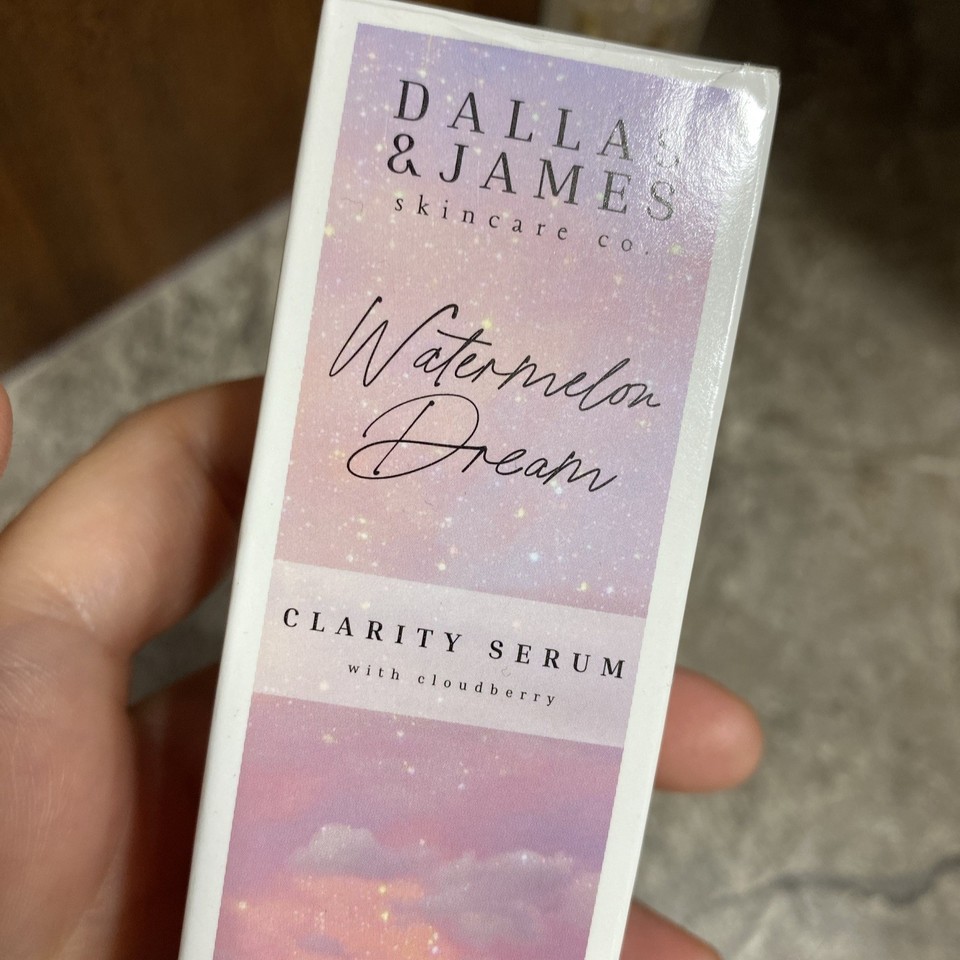 DALLAS
&JAMES
skincare co.
Watermelon
Dream
CLARITY SERUM
with cloudberry